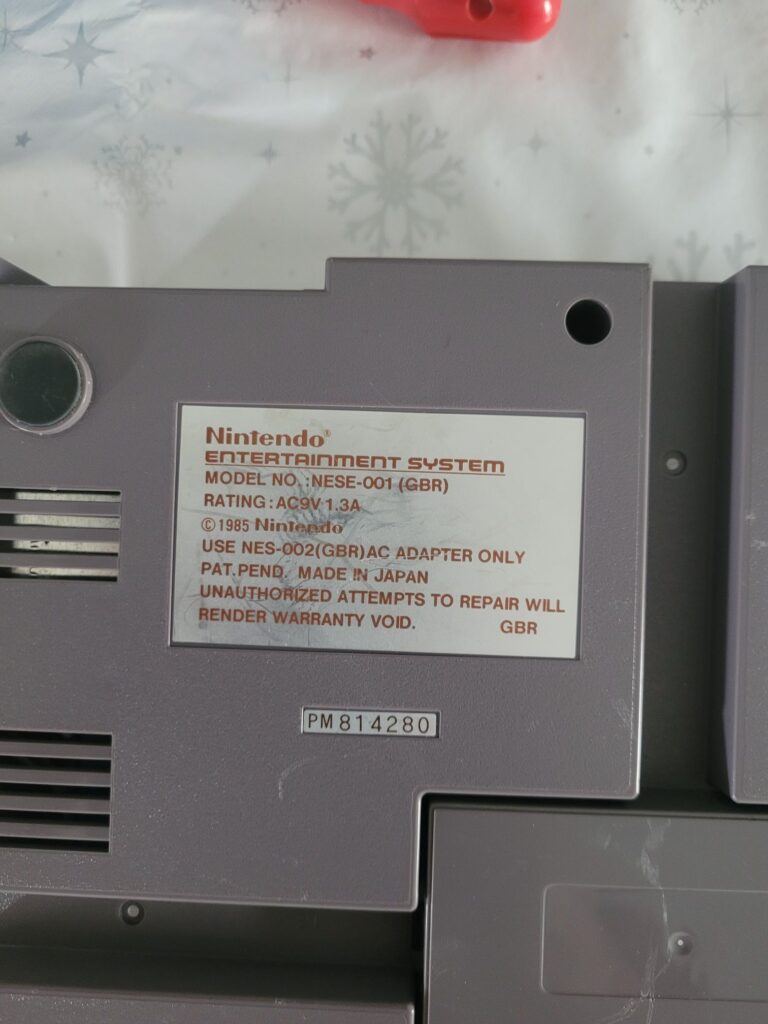 Nintendo®
ENTERTAINMENT SYSTEM
MODEL NO.:NESE-001 (GBR)
RATING:AC9V 1.3A
©1985 Nintendo
USE NES-002(GBR)AC ADAPTER ONLY
PAT.PEND. MADE IN JAPAN
UNAUTHORIZED ATTEMPTS TO REPAIR WILL
RENDER WARRANTY VOID. GBR
PM814280